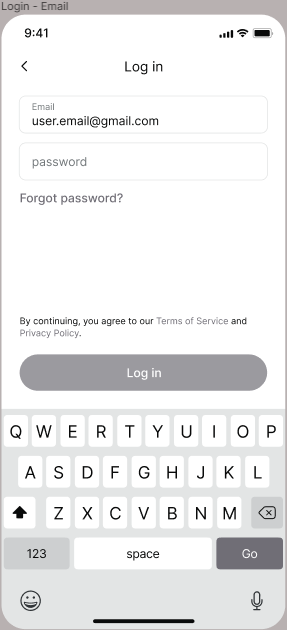 Login - Email
9:41
Log in
Email
user.email@gmail.com
password
Forgot password?
By continuing, you agree to our Terms of Service and
Privacy Policy.
Log in
Q W E R T Y U I O P
A S D F G H J K L
Z X C V B N M
123 space Go